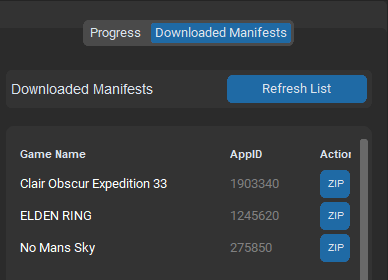 Progress Downloaded Manifests
Downloaded Manifests Refresh List
Game Name AppID Action
Clair Obscur Expedition 33 1903340 ZIP
ELDEN RING 1245620 ZIP
No Mans Sky 275850 ZIP